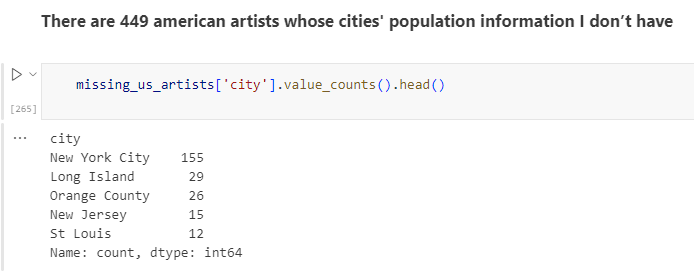 There are 449 american artists whose cities' population information I don’t have
missing_us_artists['city'].value_counts().head()
[265]
...
city
New York City    155
Long Island       29
Orange County     26
New Jersey        15
St Louis          12
Name: count, dtype: int64